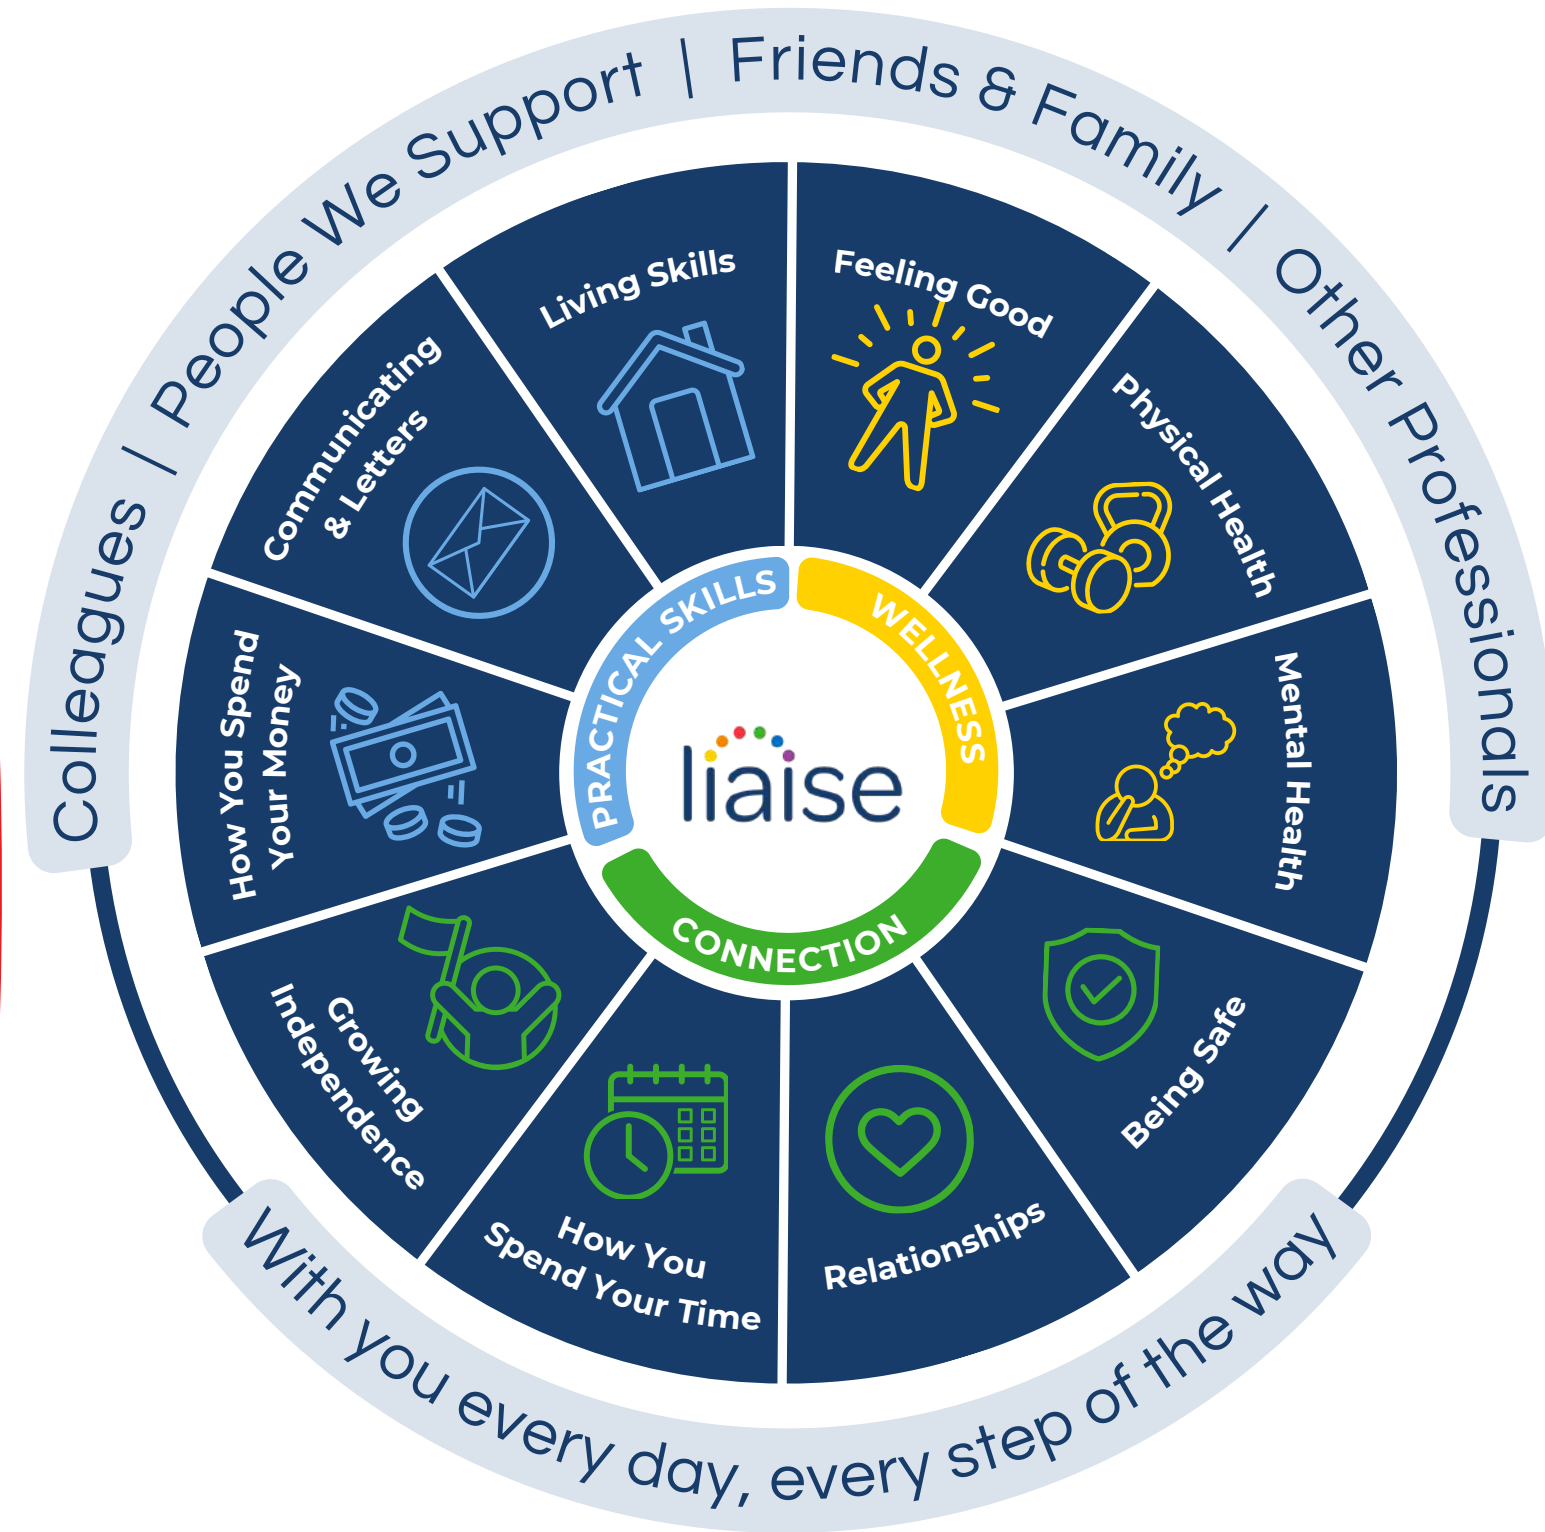 Colleagues | People We Support | Friends & Family | Other Professionals
Living Skills
Feeling Good
Physical Health
Mental Health
Being Safe
Relationships
How You
Spend Your Time
Growing
Independence
How You Spend
Your Money
Communicating
& Letters
PRACTICAL SKILLS
WELLNESS
CONNECTION
liaise
With you every day, every step of the way